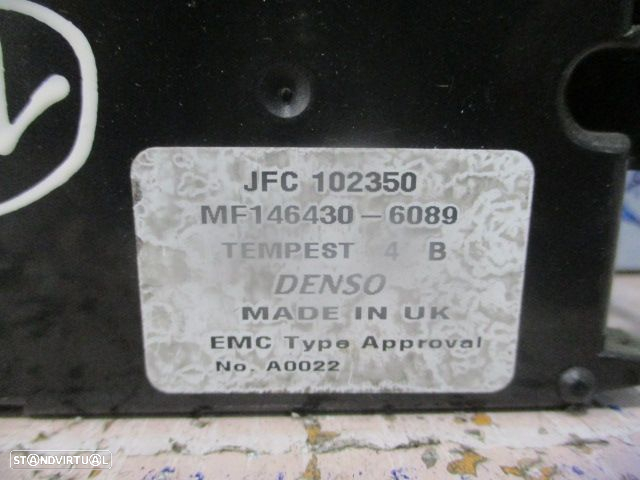 JFC 102350
MF146430-6089
TEMPEST 4 B
DENSO
MADE IN UK
EMC Type Approval
No. A0022
STANDVIRTUAL